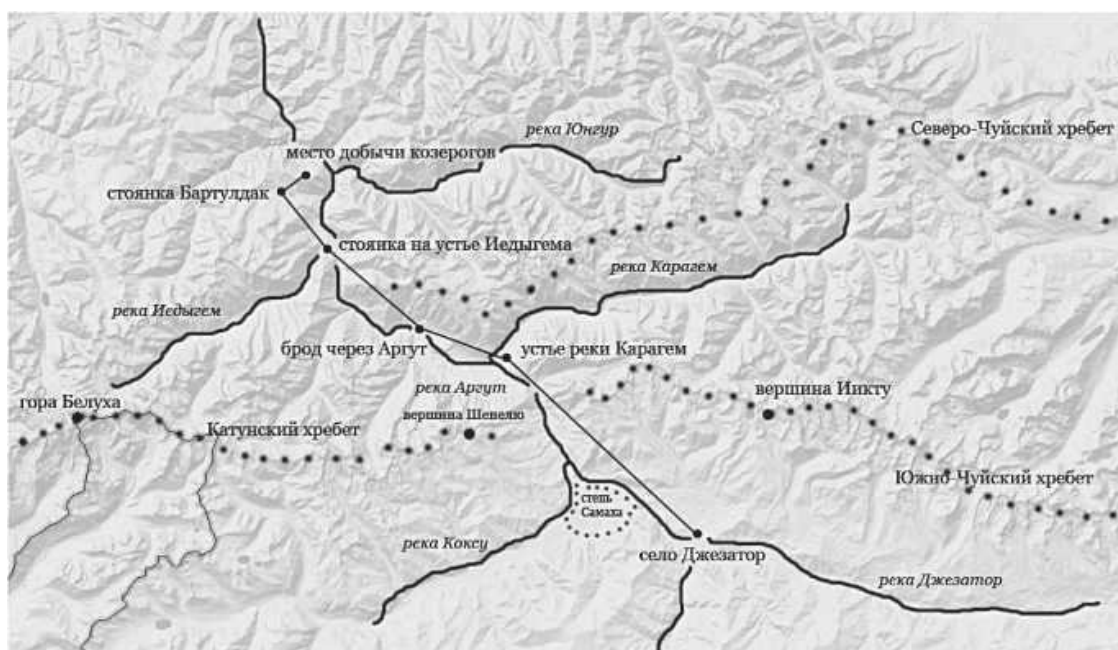 река Юнгур
Северо-Чуйский хребет
место добычи козерогов
стоянка Бартулдак
стоянка на устье Иедыгема
река Карагем
река Иедыгем
брод через Аргут
устье реки Карагем
река Аргут
вершина Иикту
гора Белуха
вершина Шенелю
Катунский хребет
Южно-Чуйский хребет
степь
Самаха
река Коксу
село Джезатор
река Джезатор